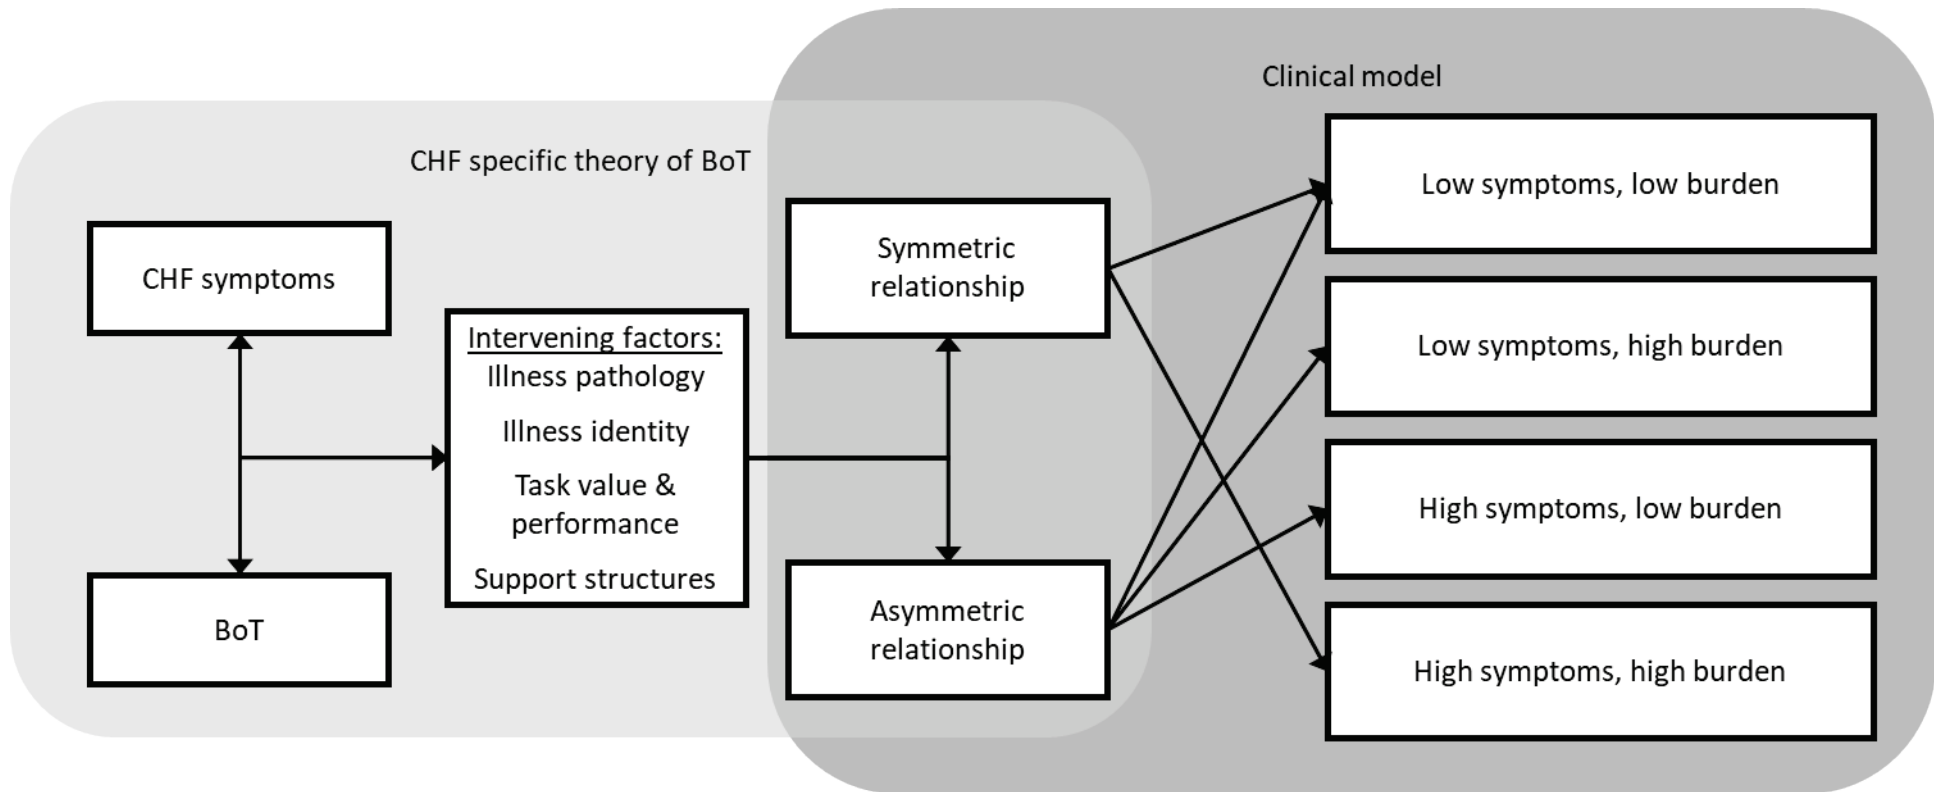 Clinical model
CHF specific theory of BoT
CHF symptoms
BoT
Intervening factors:
Illness pathology
Illness identity
Task value &
performance
Support structures
Symmetric
relationship
Asymmetric
relationship
Low symptoms, low burden
Low symptoms, high burden
High symptoms, low burden
High symptoms, high burden